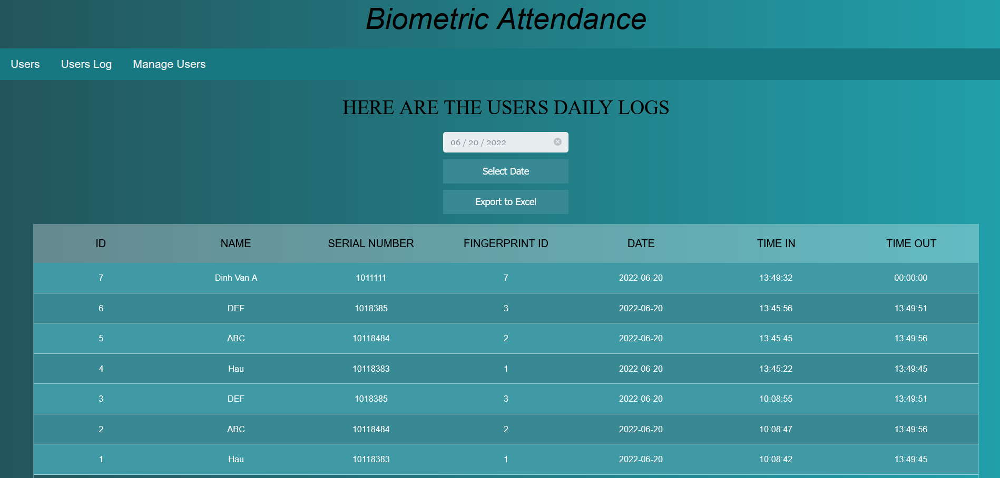 Biometric Attendance
Users Users Log Manage Users
HERE ARE THE USERS DAILY LOGS
06 / 20 / 2022
Select Date
Export to Excel
ID NAME SERIAL NUMBER FINGERPRINT ID DATE TIME IN TIME OUT
7 Dinh Van A 1011111 7 2022-06-20 13:49:32 00:00:00
6 DEF 1018385 3 2022-06-20 13:45:56 13:49:51
5 ABC 10118484 2 2022-06-20 13:45:45 13:49:56
4 Hau 10118383 1 2022-06-20 13:45:22 13:49:45
3 DEF 1018385 3 2022-06-20 10:08:55 13:49:51
2 ABC 10118484 2 2022-06-20 10:08:47 13:49:56
1 Hau 10118383 1 2022-06-20 10:08:42 13:49:45